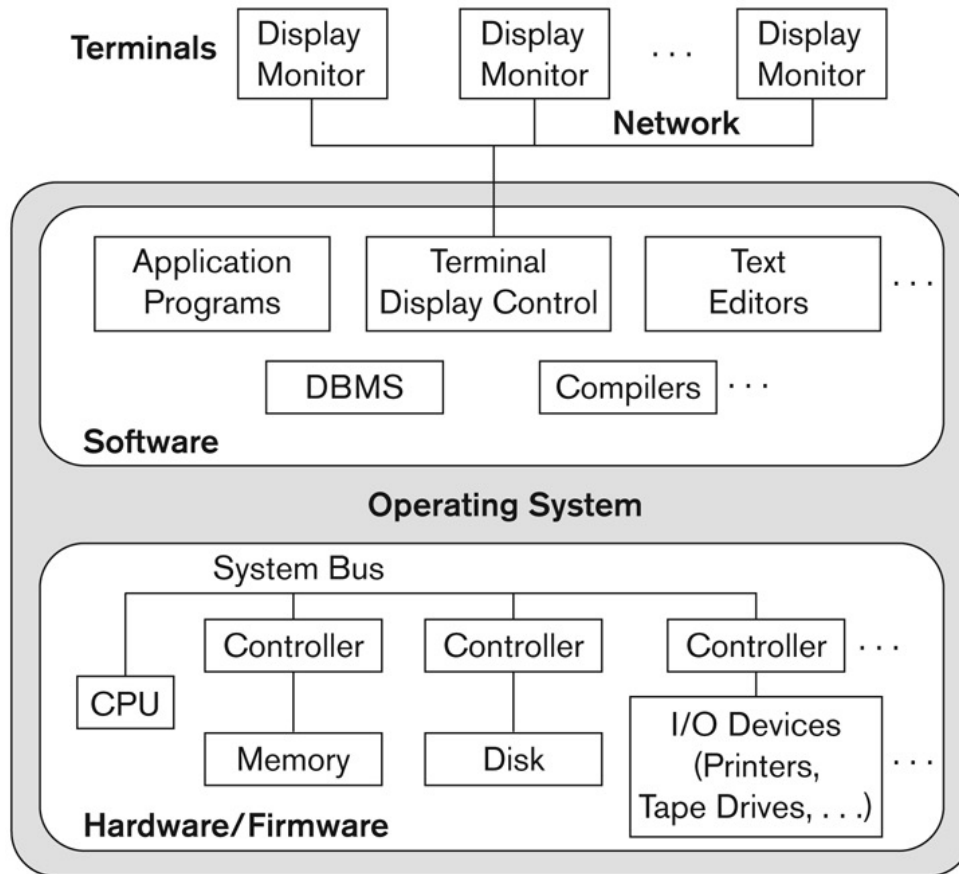 Terminals
Display
Monitor
Display
Monitor
. . .
Display
Monitor
Network
Application
Programs
Terminal
Display Control
Text
Editors
. . .
DBMS
Compilers
. . .
Software
Operating System
System Bus
Controller
Controller
Controller
. . .
CPU
Memory
Disk
I/O Devices
(Printers,
Tape Drives, . . .)
. . .
Hardware/Firmware